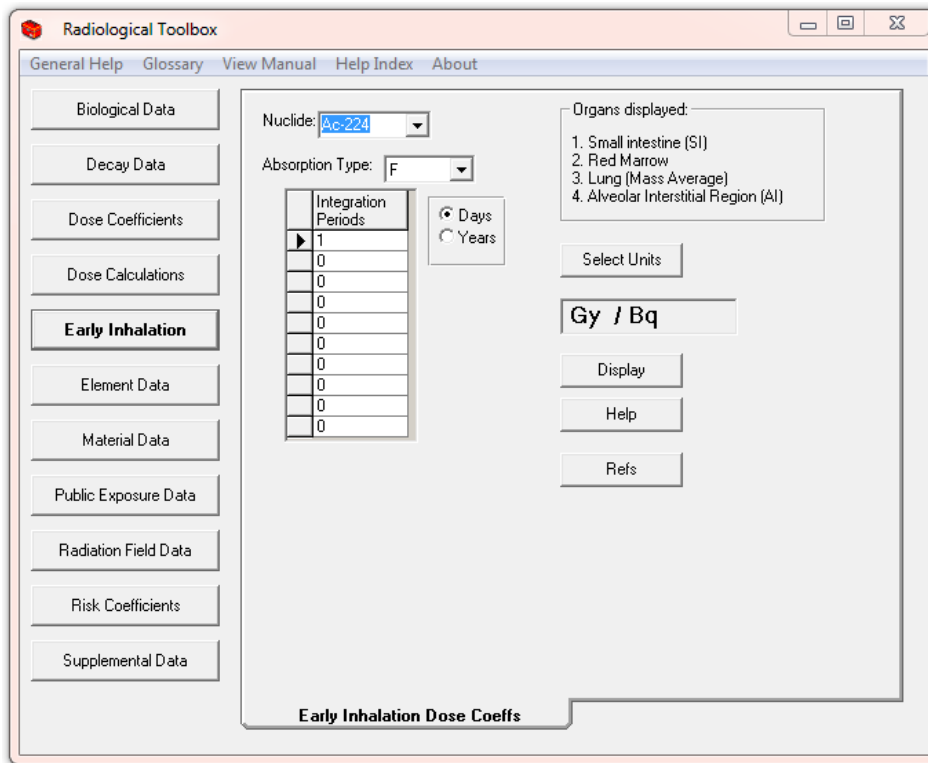 Radiological Toolbox
General Help Glossary View Manual Help Index About
Biological Data
Decay Data
Dose Coefficients
Dose Calculations
Early Inhalation
Element Data
Material Data
Public Exposure Data
Radiation Field Data
Risk Coefficients
Supplemental Data
Nuclide: Ac-224
Absorption Type: F
Integration
Periods
1
0
0
0
0
0
0
0
0
0
Days
Years
Organs displayed:
1. Small intestine (SI)
2. Red Marrow
3. Lung (Mass Average)
4. Alveolar Interstitial Region (AI)
Select Units
Gy / Bq
Display
Help
Refs
Early Inhalation Dose Coeffs